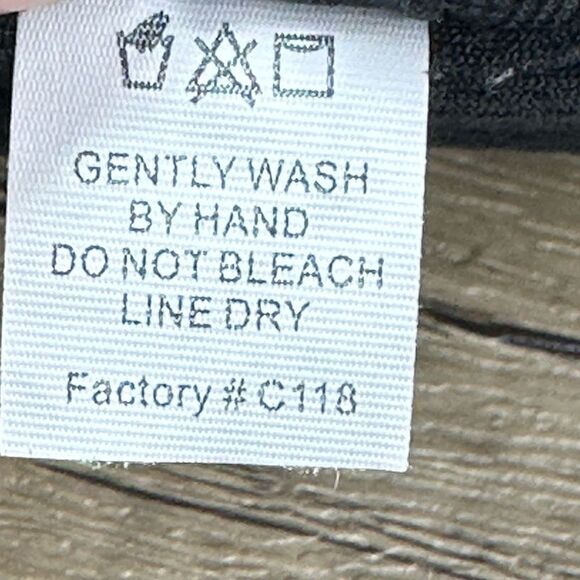 GENTLY WASH
BY HAND
DO NOT BLEACH
LINE DRY
Factory # C118